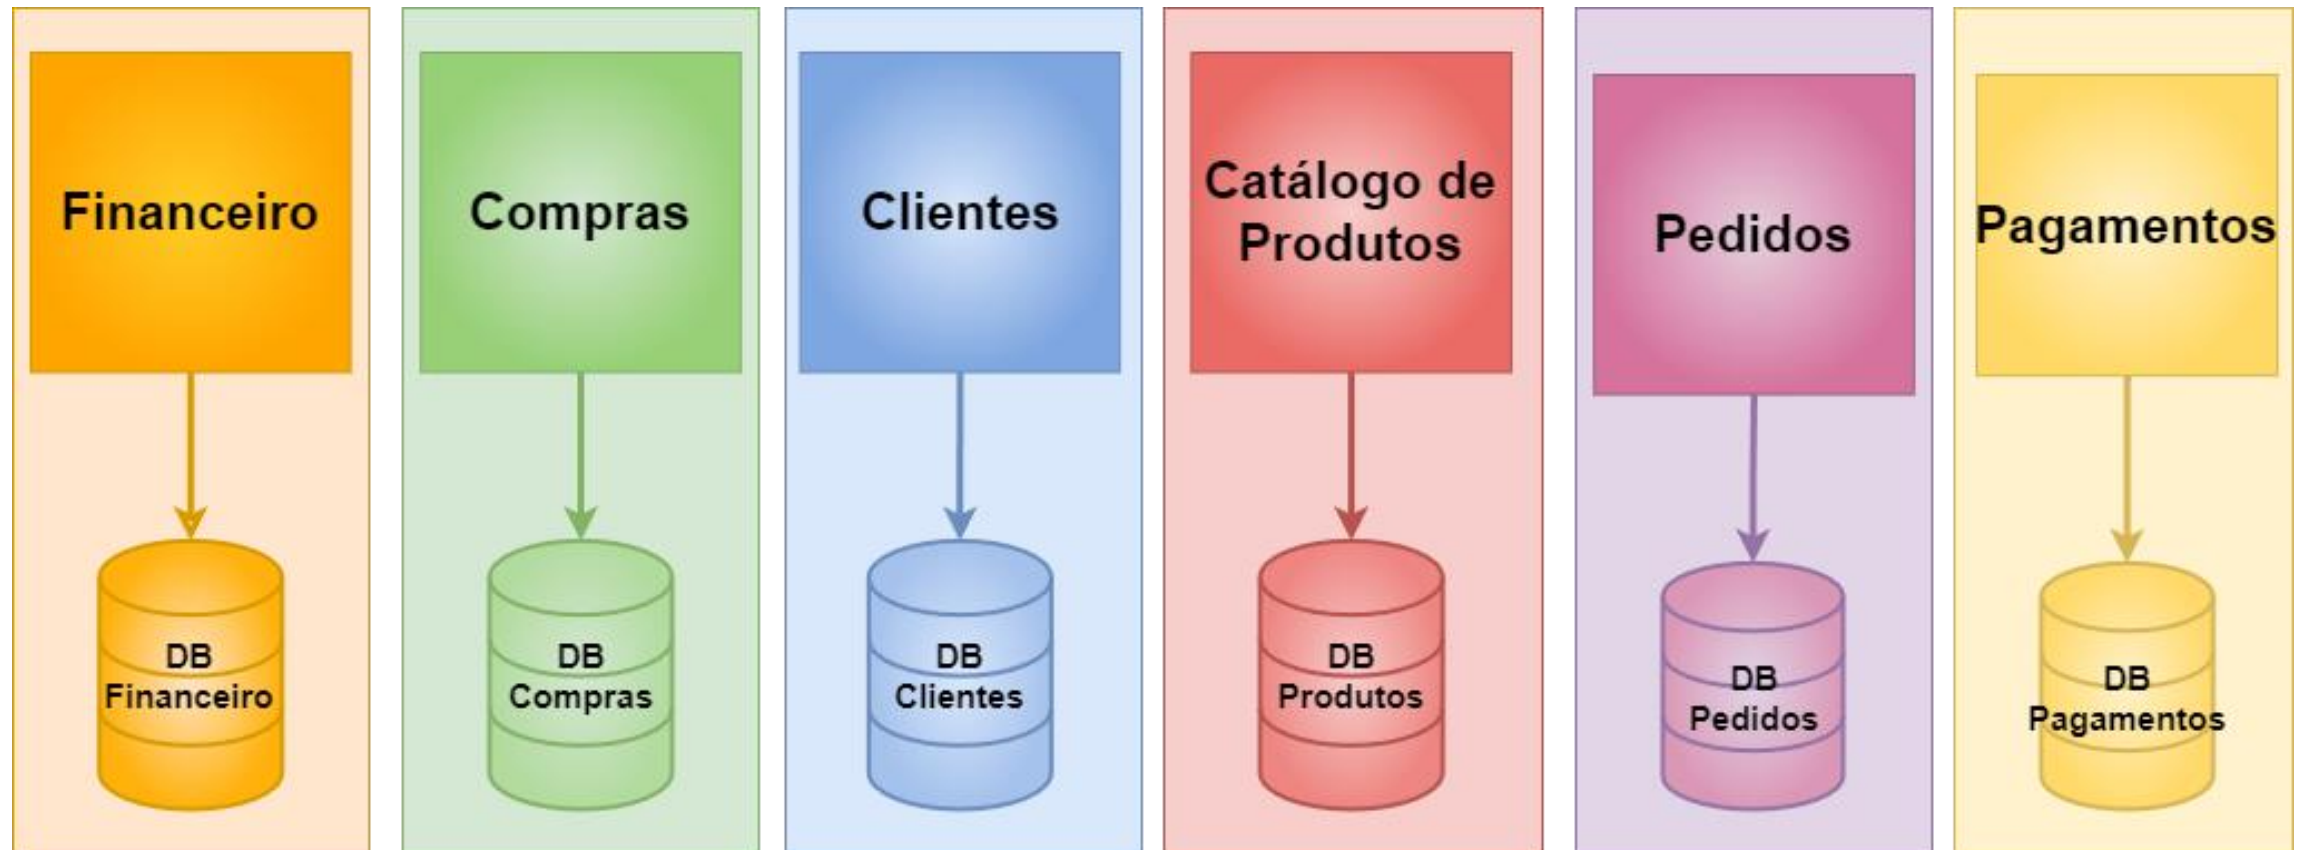 Financeiro
Compras
Clientes
Catálogo de
Produtos
Pedidos
Pagamentos
DB
Financeiro
DB
Compras
DB
Clientes
DB
Produtos
DB
Pedidos
DB
Pagamentos